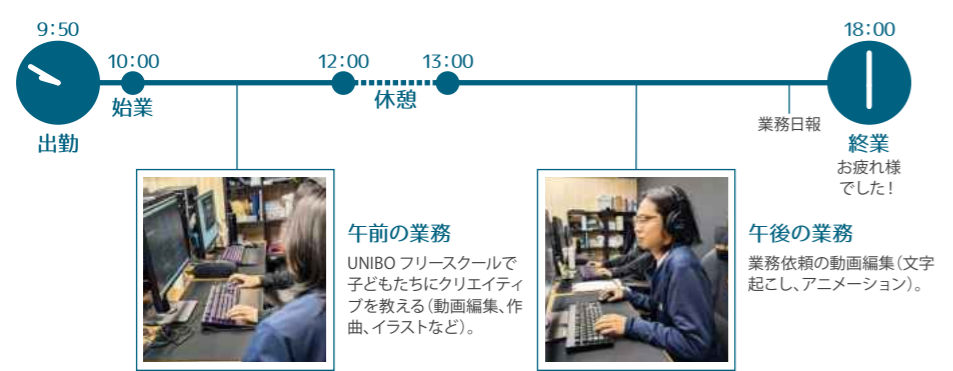 9:50
出勤
10:00
始業
12:00
休憩
13:00
18:00
業務日報
終業
お疲れ様
でした！
午前の業務
UNIBO フリースクールで
子どもたちにクリエイティ
ブを教える（動画編集、作
曲、イラストなど）。
午後の業務
業務依頼の動画編集（文字
起こし、アニメーション）。